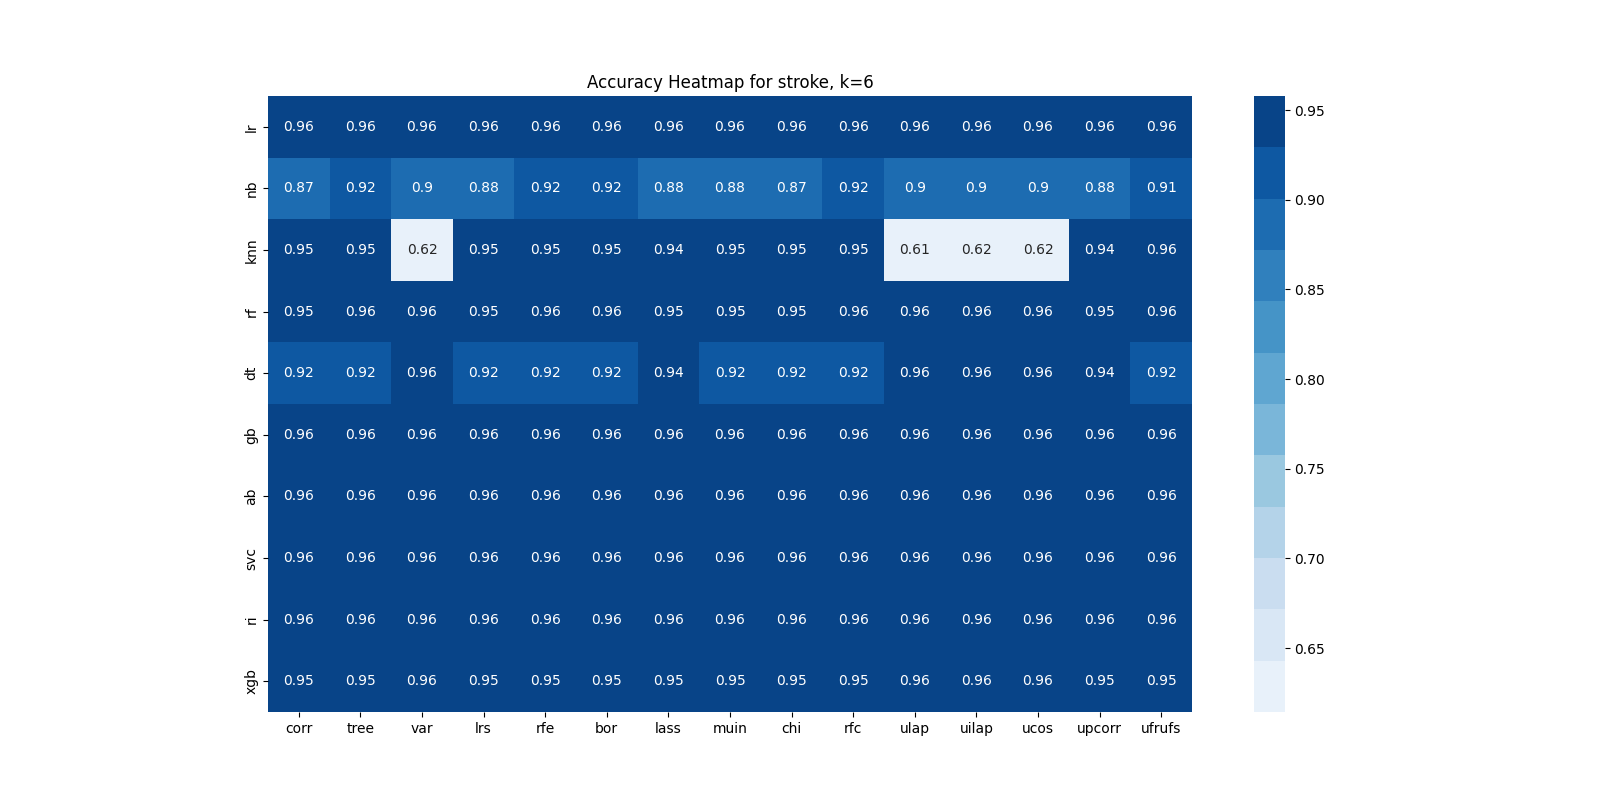 Accuracy Heatmap for stroke, k=6
lr 0.96 0.96 0.96 0.96 0.96 0.96 0.96 0.96 0.96 0.96 0.96 0.96 0.96 0.96 0.96
nb 0.87 0.92 0.9 0.88 0.92 0.92 0.88 0.88 0.87 0.92 0.9 0.9 0.9 0.88 0.91
knn 0.95 0.95 0.62 0.95 0.95 0.95 0.94 0.95 0.95 0.95 0.61 0.62 0.62 0.94 0.96
rf 0.95 0.96 0.96 0.95 0.96 0.96 0.95 0.95 0.95 0.96 0.96 0.96 0.96 0.95 0.96
dt 0.92 0.92 0.96 0.92 0.92 0.92 0.94 0.92 0.92 0.92 0.96 0.96 0.96 0.94 0.92
gb 0.96 0.96 0.96 0.96 0.96 0.96 0.96 0.96 0.96 0.96 0.96 0.96 0.96 0.96 0.96
ab 0.96 0.96 0.96 0.96 0.96 0.96 0.96 0.96 0.96 0.96 0.96 0.96 0.96 0.96 0.96
svc 0.96 0.96 0.96 0.96 0.96 0.96 0.96 0.96 0.96 0.96 0.96 0.96 0.96 0.96 0.96
ri 0.96 0.96 0.96 0.96 0.96 0.96 0.96 0.96 0.96 0.96 0.96 0.96 0.96 0.96 0.96
xgb 0.95 0.95 0.96 0.95 0.95 0.95 0.95 0.95 0.95 0.95 0.96 0.96 0.96 0.95 0.95
corr tree var lrs rfe bor lass muin chi rfc ulap uilap ucos upcorr ufrufs
0.95
0.90
0.85
0.80
0.75
0.70
0.65